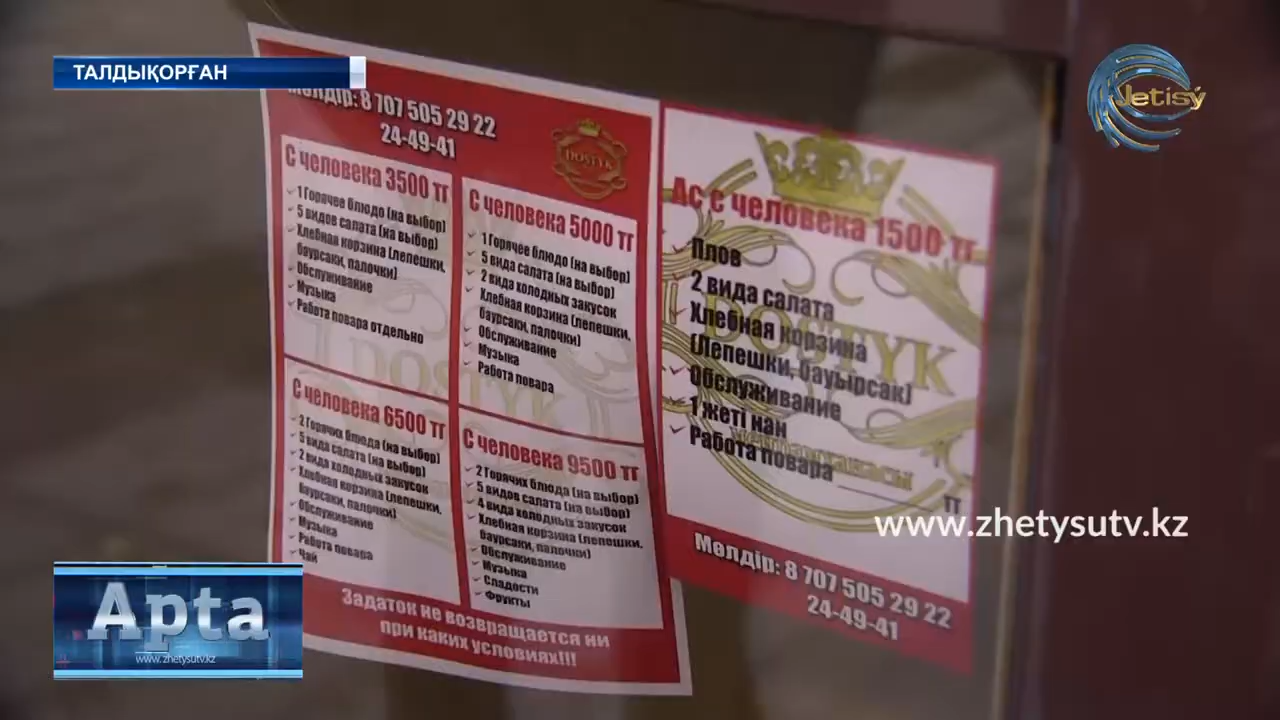 ТАЛДЫҚОРҒАН
Jetisý
Мөлдір: 8 707 505 29 22
24-49-41
DOSTYK
С человека 3500 тг
1 Горячее блюдо (на выбор)
5 видов салата (на выбор)
Хлебная корзина (лепешки,
баурсаки, палочки)
Обслуживание
Музыка
Работа повара отдельно
С человека 5000 тг
1 Горячее блюдо (на выбор)
5 вида салата (на выбор)
2 вида холодных закусок
Хлебная корзина (лепешки,
баурсаки, палочки)
Обслуживание
Музыка
Работа повара
С человека 6500 тг
2 Горячих блюда (на выбор)
5 вида салата (на выбор)
2 вида холодных закусок
Хлебная корзина (лепешки,
баурсаки, палочки)
Обслуживание
Музыка
Работа повара
Чай
С человека 9500 тг
2 Горячих блюда (на выбор)
5 видов салата (на выбор)
4 вида холодных закусок
Хлебная корзина (лепешки,
баурсаки, палочки)
Обслуживание
Музыка
Сладости
Фрукты
DOSTYK
Задаток не возвращается ни
при каких условиях!!!
Ас с человека 1500 тг
Плов
2 вида салата
Хлебная корзина
(Лепешки, бауырсак)
Обслуживание
1 жеті нан
Работа повара ________ тг
DOSTYK
Мөлдір: 8 707 505 29 22
24-49-41
www.zhetysutv.kz
Apta
www.zhetysutv.kz